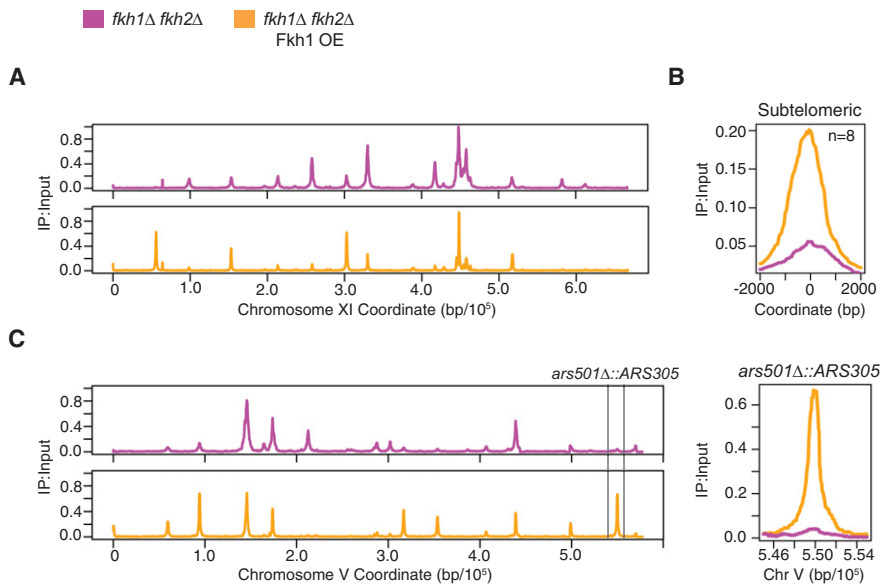 fkh1Δ fkh2Δ
fkh1Δ fkh2Δ
Fkh1 OE
A
IP:Input
0.8
0.4
0.0
0.8
0.4
0.0
0 1.0 2.0 3.0 4.0 5.0 6.0
Chromosome XI Coordinate (bp/10⁵)
B
Subtelomeric
n=8
IP:Input
0.20
0.15
0.10
0.05
-2000 0 2000
Coordinate (bp)
C
ars501Δ::ARS305
IP:Input
0.8
0.4
0.0
0.8
0.4
0.0
0 1.0 2.0 3.0 4.0 5.0
Chromosome V Coordinate (bp/10⁵)
ars501Δ::ARS305
IP:Input
0.6
0.4
0.2
0.0
5.46 5.50 5.54
Chr V (bp/10⁵)